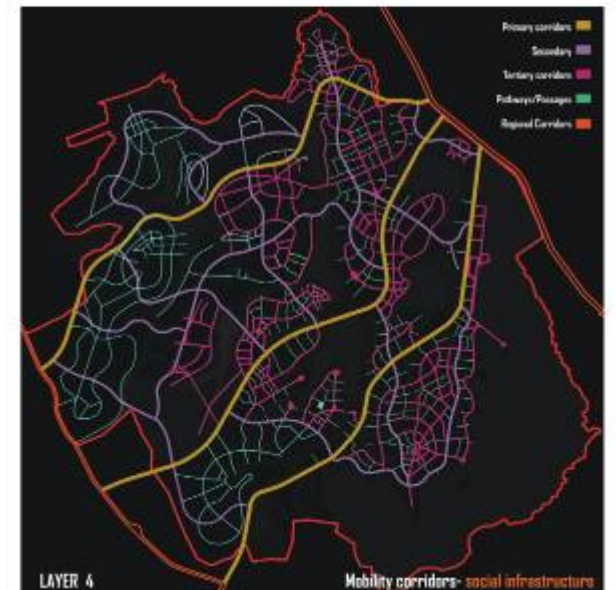 Primary corridors
Secondary
Tertiary corridors
Pathways/Passages
Regional Corridors
LAYER 4
Mobility corridors- social infrastructure